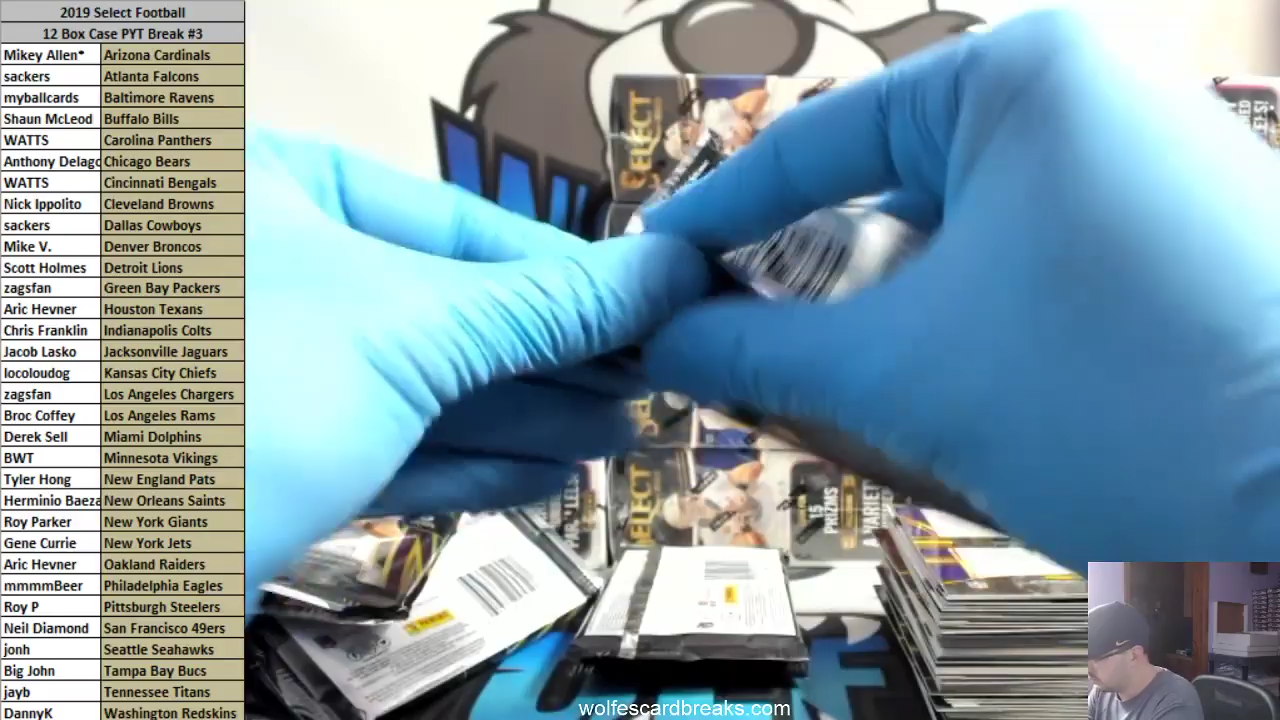 2019 Select Football
12 Box Case PYT Break #3
Mikey Allen* Arizona Cardinals
sackers Atlanta Falcons
myballcards Baltimore Ravens
Shaun McLeod Buffalo Bills
WATTS Carolina Panthers
Anthony Delago Chicago Bears
WATTS Cincinnati Bengals
Nick Ippolito Cleveland Browns
sackers Dallas Cowboys
Mike V. Denver Broncos
Scott Holmes Detroit Lions
zagsfan Green Bay Packers
Aric Hevner Houston Texans
Chris Franklin Indianapolis Colts
Jacob Lasko Jacksonville Jaguars
locoloudog Kansas City Chiefs
zagsfan Los Angeles Chargers
Broc Coffey Los Angeles Rams
Derek Sell Miami Dolphins
BWT Minnesota Vikings
Tyler Hong New England Pats
Herminio Baeza New Orleans Saints
Roy Parker New York Giants
Gene Currie New York Jets
Aric Hevner Oakland Raiders
mmmmBeer Philadelphia Eagles
Roy P Pittsburgh Steelers
Neil Diamond San Francisco 49ers
jonh Seattle Seahawks
Big John Tampa Bay Bucs
jayb Tennessee Titans
DannyK Washington Redskins
ELECT
ELECT
15
PRIZMS
wolfescardbreaks.com